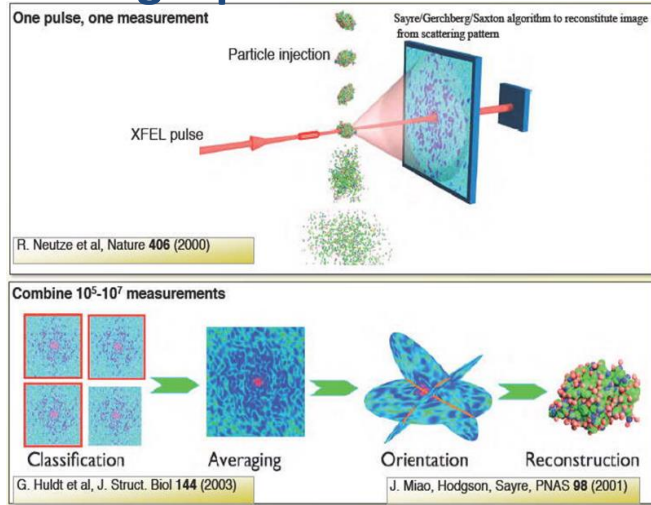 One pulse, one measurement
Sayre/Gerchberg/Saxton algorithm to reconstitute image
from scattering pattern
Particle injection
XFEL pulse
R. Neutze et al, Nature 406 (2000)
Combine 10⁵-10⁷ measurements
Classification
Averaging
Orientation
Reconstruction
G. Huldt et al, J. Struct. Biol 144 (2003)
J. Miao, Hodgson, Sayre, PNAS 98 (2001)